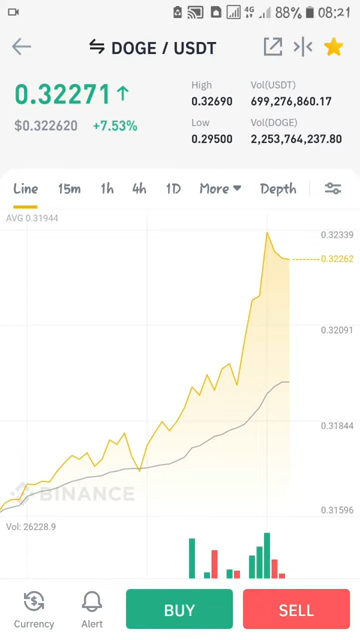 4G 88% 08:21
DOGE / USDT
0.32271↑
$0.322620 +7.53%
High
0.32690
Low
0.29500
Vol(USDT)
699,276,860.17
Vol(DOGE)
2,253,764,237.80
Line 15m 1h 4h 1D More Depth
AVG 0.31944
0.32339
0.32262
0.32091
0.31844
0.31596
BINANCE
Vol: 26228.9
Currency
Alert
BUY
SELL